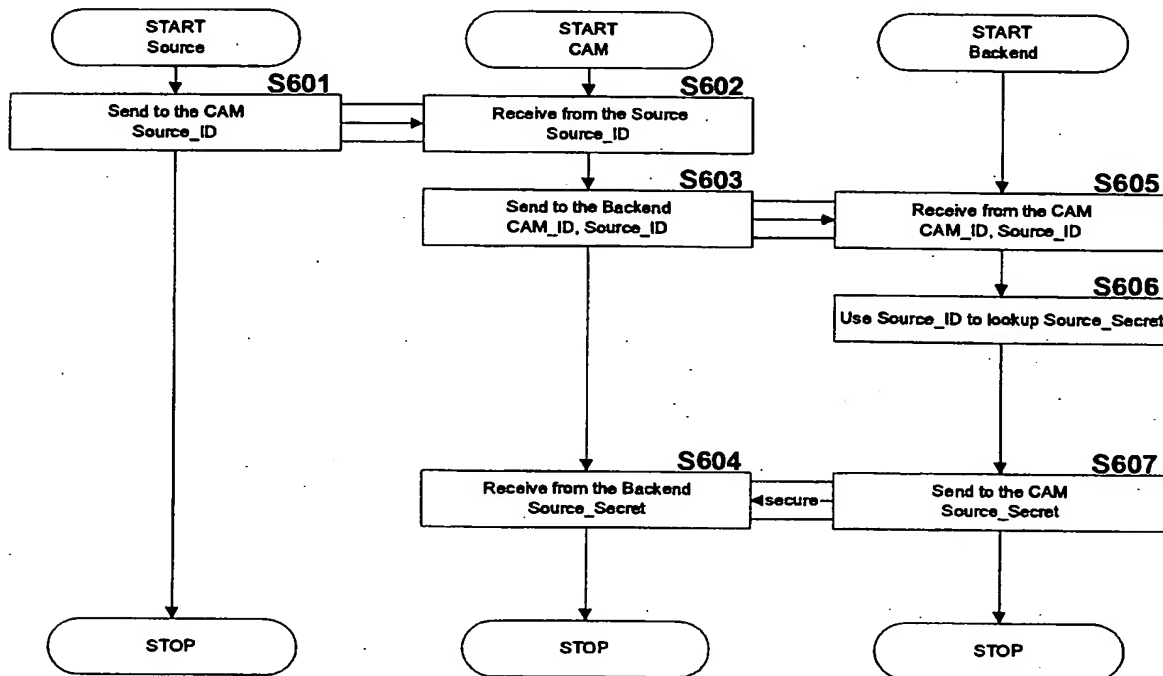 START
Source
START
CAM
START
Backend
S601
Send to the CAM
Source_ID
S602
Receive from the Source
Source_ID
S603
Send to the Backend
CAM_ID, Source_ID
S605
Receive from the CAM
CAM_ID, Source_ID
S606
Use Source_ID to lookup Source_Secret
S604
Receive from the Backend
Source_Secret
secure
S607
Send to the CAM
Source_Secret
STOP
STOP
STOP